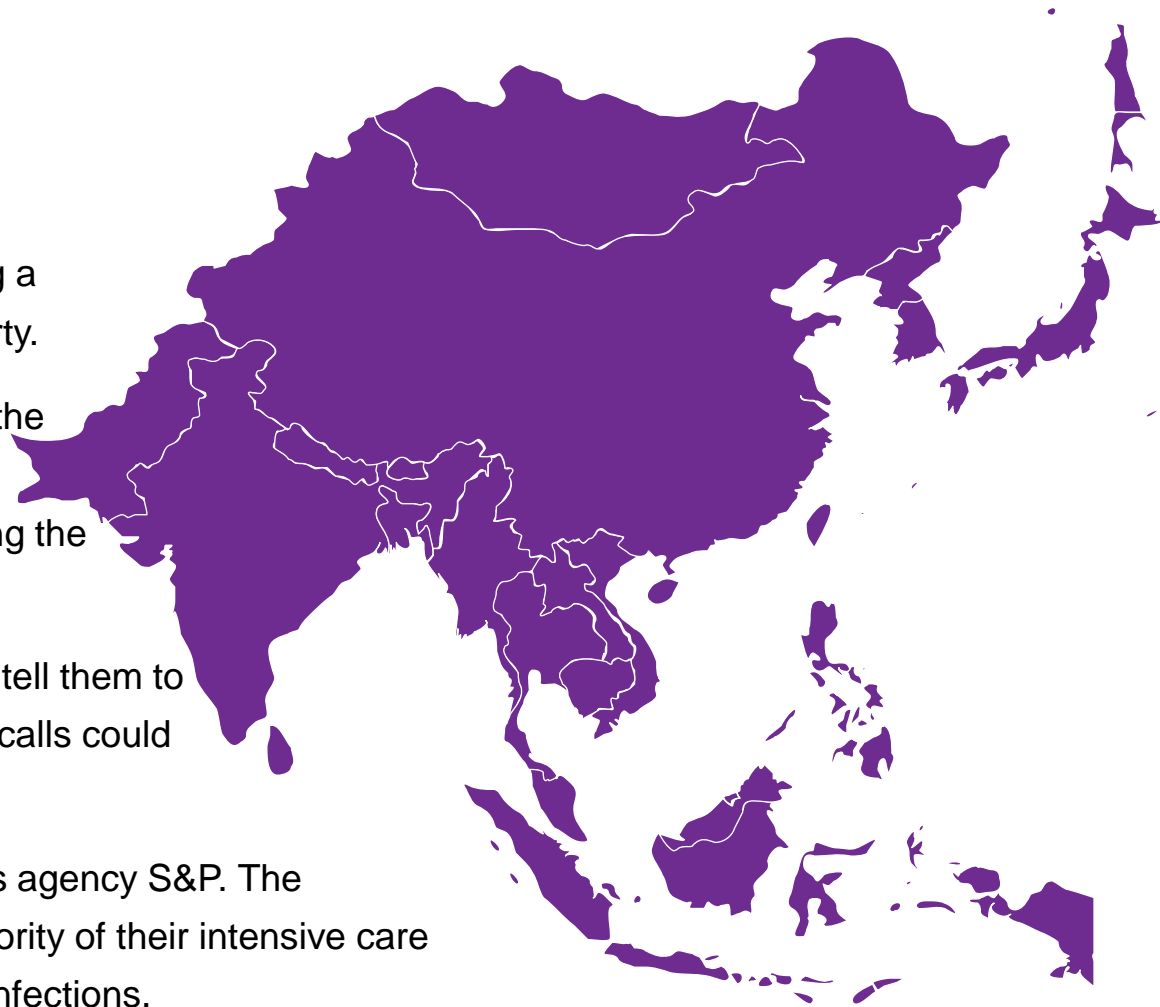 g a
rty.
the
ng the
tell them to
calls could
s agency S&P. The
ority of their intensive care
nfections.